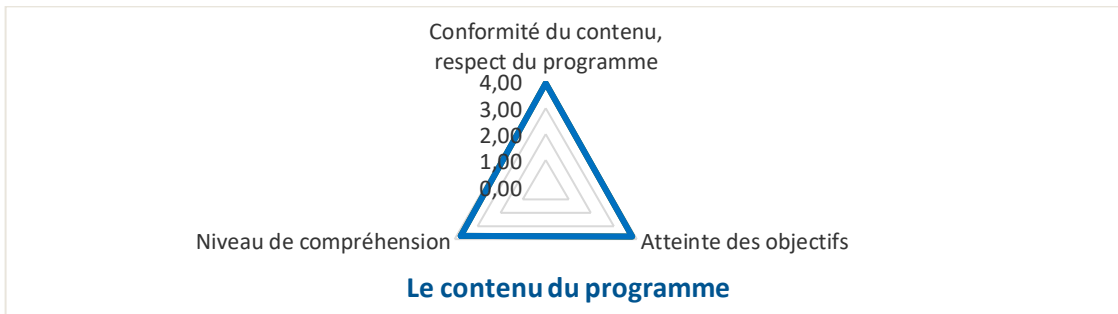 Conformité du contenu,
respect du programme
4,00
3,00
2,00
1,00
0,00
Niveau de compréhension
Atteinte des objectifs
Le contenu du programme